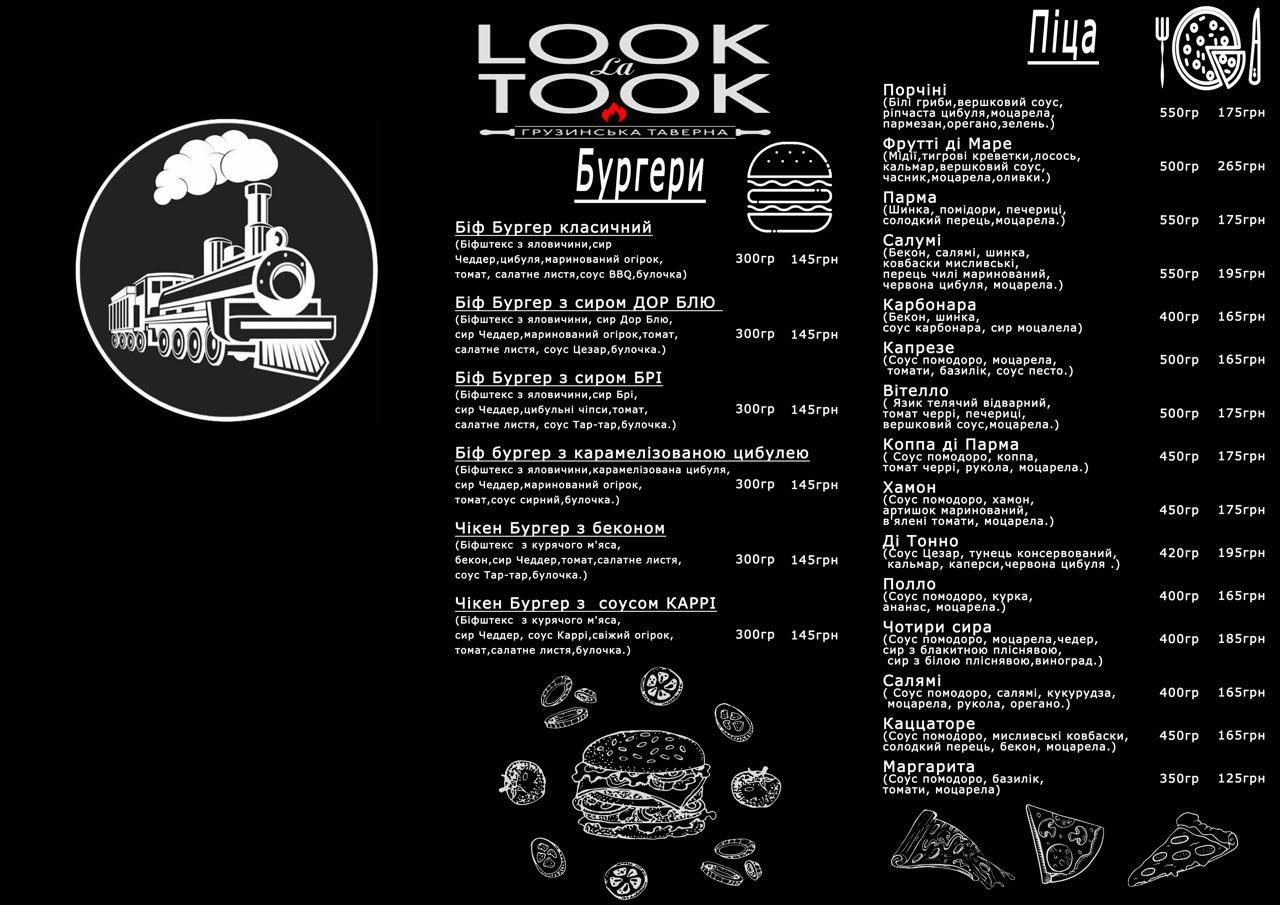 LOOK
La
TOOK
ГРУЗИНСЬКА ТАВЕРНА
Бургери
Біф Бургер класичний
(Біфштекс з яловичини,сир
Чеддер,цибуля,маринований огірок,
томат, салатне листя,соус BBQ,булочка)
300гр 145грн
Біф Бургер з сиром ДОР БЛЮ
(Біфштекс з яловичини, сир Дор Блю,
сир Чеддер,маринований огірок,томат,
салатне листя, соус Цезар,булочка.)
300гр 145грн
Біф Бургер з сиром БРІ
(Біфштекс з яловичини,сир Брі,
сир Чеддер,цибульні чіпси,томат,
салатне листя, соус Тар-тар,булочка.)
300гр 145грн
Біф бургер з карамелізованою цибулею
(Біфштекс з яловичини,карамелізована цибуля,
сир Чеддер,маринований огірок,
томат,соус сирний,булочка.)
300гр 145грн
Чікен Бургер з беконом
(Біфштекс з курячого м'яса,
бекон,сир Чеддер,томат,салатне листя,
соус Тар-тар,булочка.)
300гр 145грн
Чікен Бургер з соусом КАРРІ
(Біфштекс з курячого м'яса,
сир Чеддер, соус Каррі,свіжий огірок,
томат,салатне листя,булочка.)
300гр 145грн
Піца
Порчіні
(Білі гриби,вершковий соус,
ріпчаста цибуля,моцарела,
пармезан,орегано,зелень.)
550гр 175грн
Фрутті ді Маре
(Мідії,тигрові креветки,лосось,
кальмар,вершковий соус,
часник,моцарела,оливки.)
500гр 265грн
Парма
(Шинка, помідори, печериці,
солодкий перець,моцарела.)
550гр 175грн
Салумі
(Бекон, салямі, шинка,
ковбаски мисливські,
перець чилі маринований,
червона цибуля, моцарела.)
550гр 195грн
Карбонара
(Бекон, шинка,
соус карбонара, сир моцалела)
400гр 165грн
Капрезе
(Соус помодоро, моцарела,
томати, базилік, соус песто.)
500гр 165грн
Вітелло
( Язик телячий відварний,
томат черрі, печериці,
вершковий соус,моцарела.)
500гр 175грн
Коппа ді Парма
( Соус помодоро, коппа,
томат черрі, рукола, моцарела.)
450гр 175грн
Хамон
(Соус помодоро, хамон,
артишок маринований,
в'ялені томати, моцарела.)
450гр 175грн
Ді Тонно
(Соус Цезар, тунець консервований,
кальмар, каперси,червона цибуля .)
420гр 195грн
Полло
(Соус помодоро, курка,
ананас, моцарела.)
400гр 165грн
Чотири сира
(Соус помодоро, моцарела,чедер,
сир з блакитною пліснявою,
сир з білою пліснявою,виноград.)
400гр 185грн
Салямі
( Соус помодоро, салямі, кукурудза,
моцарела, рукола, орегано.)
400гр 165грн
Каццаторе
(Соус помодоро, мисливські ковбаски,
солодкий перець, бекон, моцарела.)
450гр 165грн
Маргарита
(Соус помодоро, базилік,
томати, моцарела)
350гр 125грн